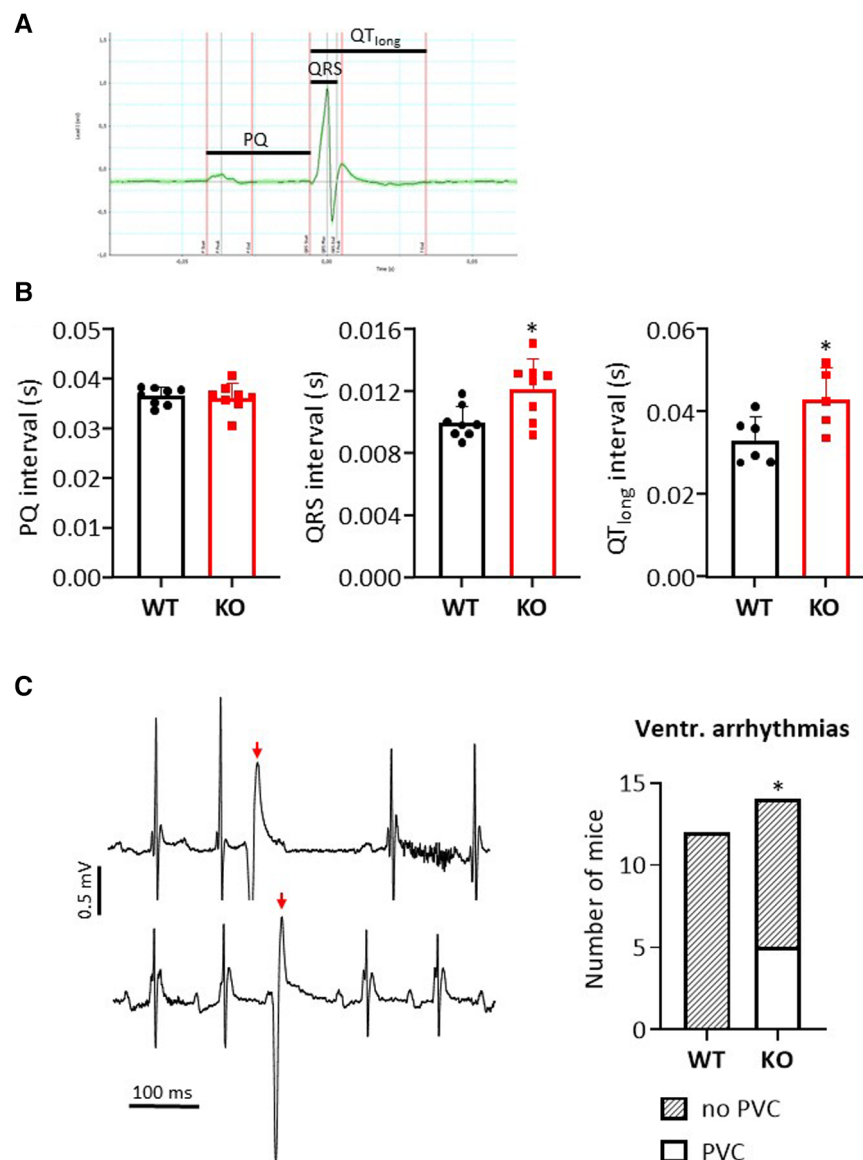 A
QTlong
QRS
PQ
1,5
1,0
0,5
0,0
-0,5
-1,0
Lead I (mV)
-0,05
0,00
0,05
Time (s)
B
0.05
0.04
0.03
0.02
0.01
0.00
PQ interval (s)
WT
KO
0.016
0.012
0.008
0.004
0.000
QRS interval (s)
*
WT
KO
0.06
0.04
0.02
0.00
QTlong interval (s)
*
WT
KO
C
0.5 mV
100 ms
Ventr. arrhythmias
15
10
5
0
Number of mice
*
WT
KO
no PVC
PVC